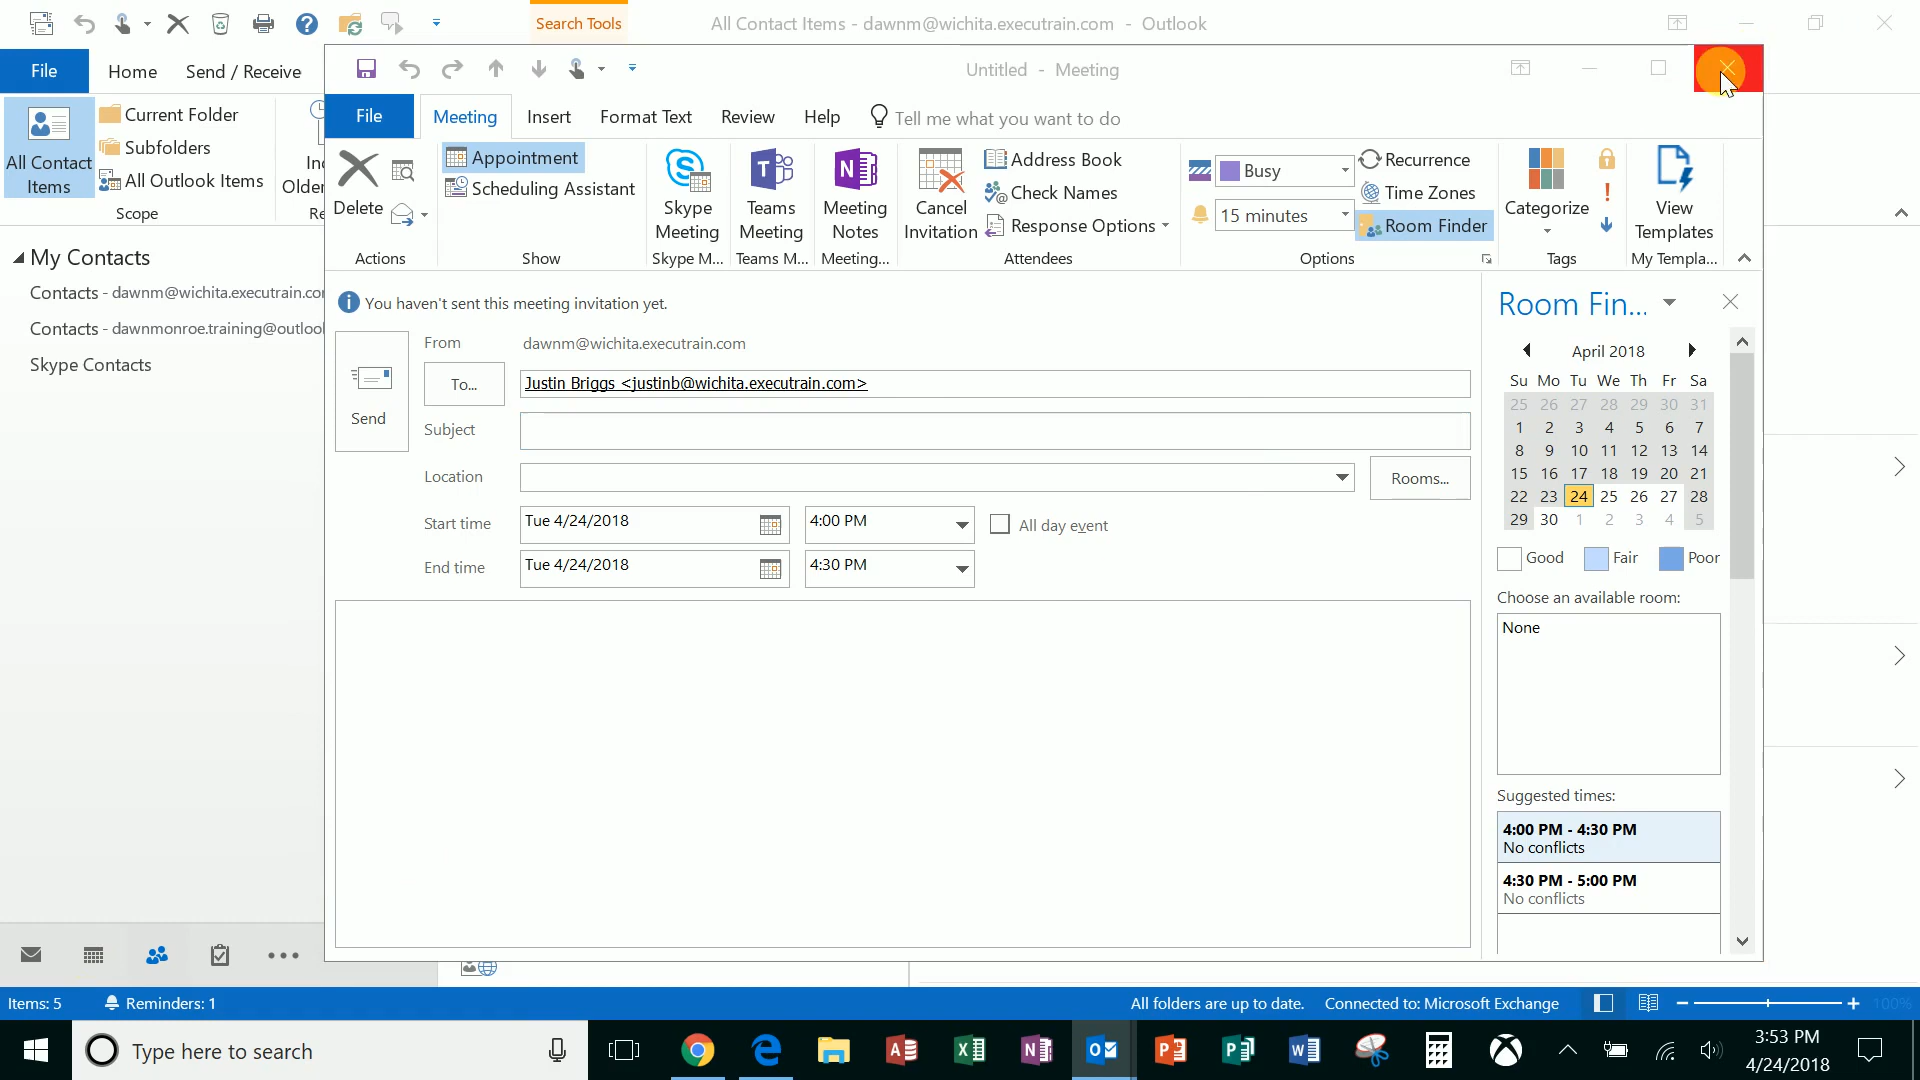 Search Tools
All Contact Items - dawnm@wichita.executrain.com - Outlook
File
Home
Send / Receive
All Contact
Items
Current Folder
Subfolders
All Outlook Items
Scope
Older
Re
My Contacts
Contacts - dawnm@wichita.executrain.co
Contacts - dawnmonroe.training@outloo
Skype Contacts
Untitled - Meeting
File
Meeting
Insert
Format Text
Review
Help
Tell me what you want to do
Delete
Actions
Appointment
Scheduling Assistant
Show
Skype
Meeting
Skype M...
Teams
Meeting
Teams M...
Meeting
Notes
Meeting...
Cancel
Invitation
Address Book
Check Names
Response Options
Attendees
Busy
15 minutes
Recurrence
Time Zones
Room Finder
Options
Categorize
Tags
View
Templates
My Templa...
You haven't sent this meeting invitation yet.
Send
From
dawnm@wichita.executrain.com
To...
Justin Briggs <justinb@wichita.executrain.com>
Subject
Location
Rooms...
Start time
Tue 4/24/2018
4:00 PM
All day event
End time
Tue 4/24/2018
4:30 PM
Room Fin...
April 2018
Su Mo Tu We Th Fr Sa
25 26 27 28 29 30 31
1 2 3 4 5 6 7
8 9 10 11 12 13 14
15 16 17 18 19 20 21
22 23 24 25 26 27 28
29 30 1 2 3 4 5
Good Fair Poor
Choose an available room:
None
Suggested times:
4:00 PM - 4:30 PM
No conflicts
4:30 PM - 5:00 PM
No conflicts
Items: 5
Reminders: 1
All folders are up to date.
Connected to: Microsoft Exchange
100%
Type here to search
3:53 PM
4/24/2018